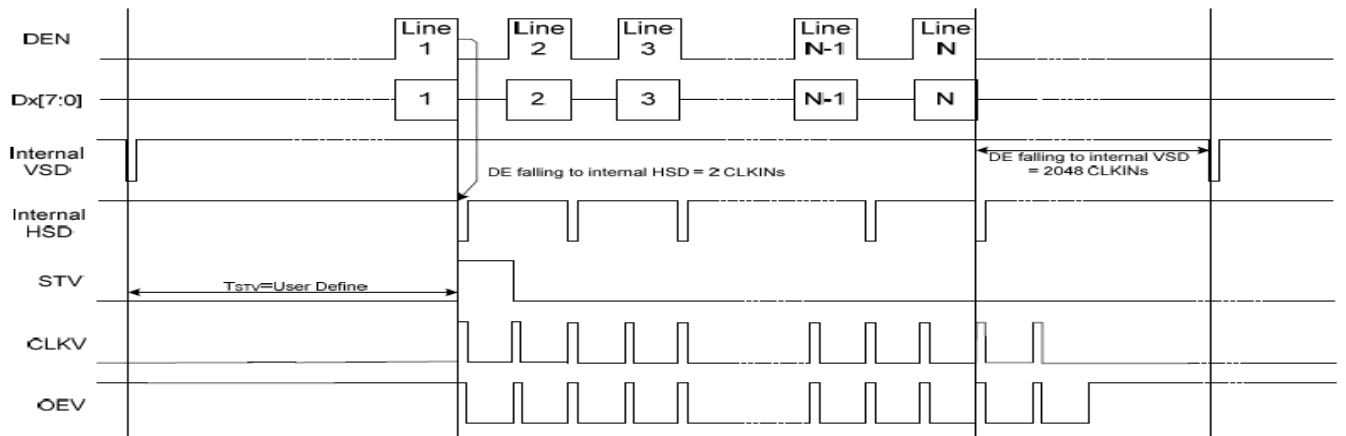 DEN
Line 1
Line 2
Line 3
Line N-1
Line N
Dx[7:0]
1
2
3
N-1
N
Internal
VSD
DE falling to internal HSD = 2 CLKINs
DE falling to internal VSD
= 2048 CLKINs
Internal
HSD
STV
TSTV=User Define
CLKV
OEV